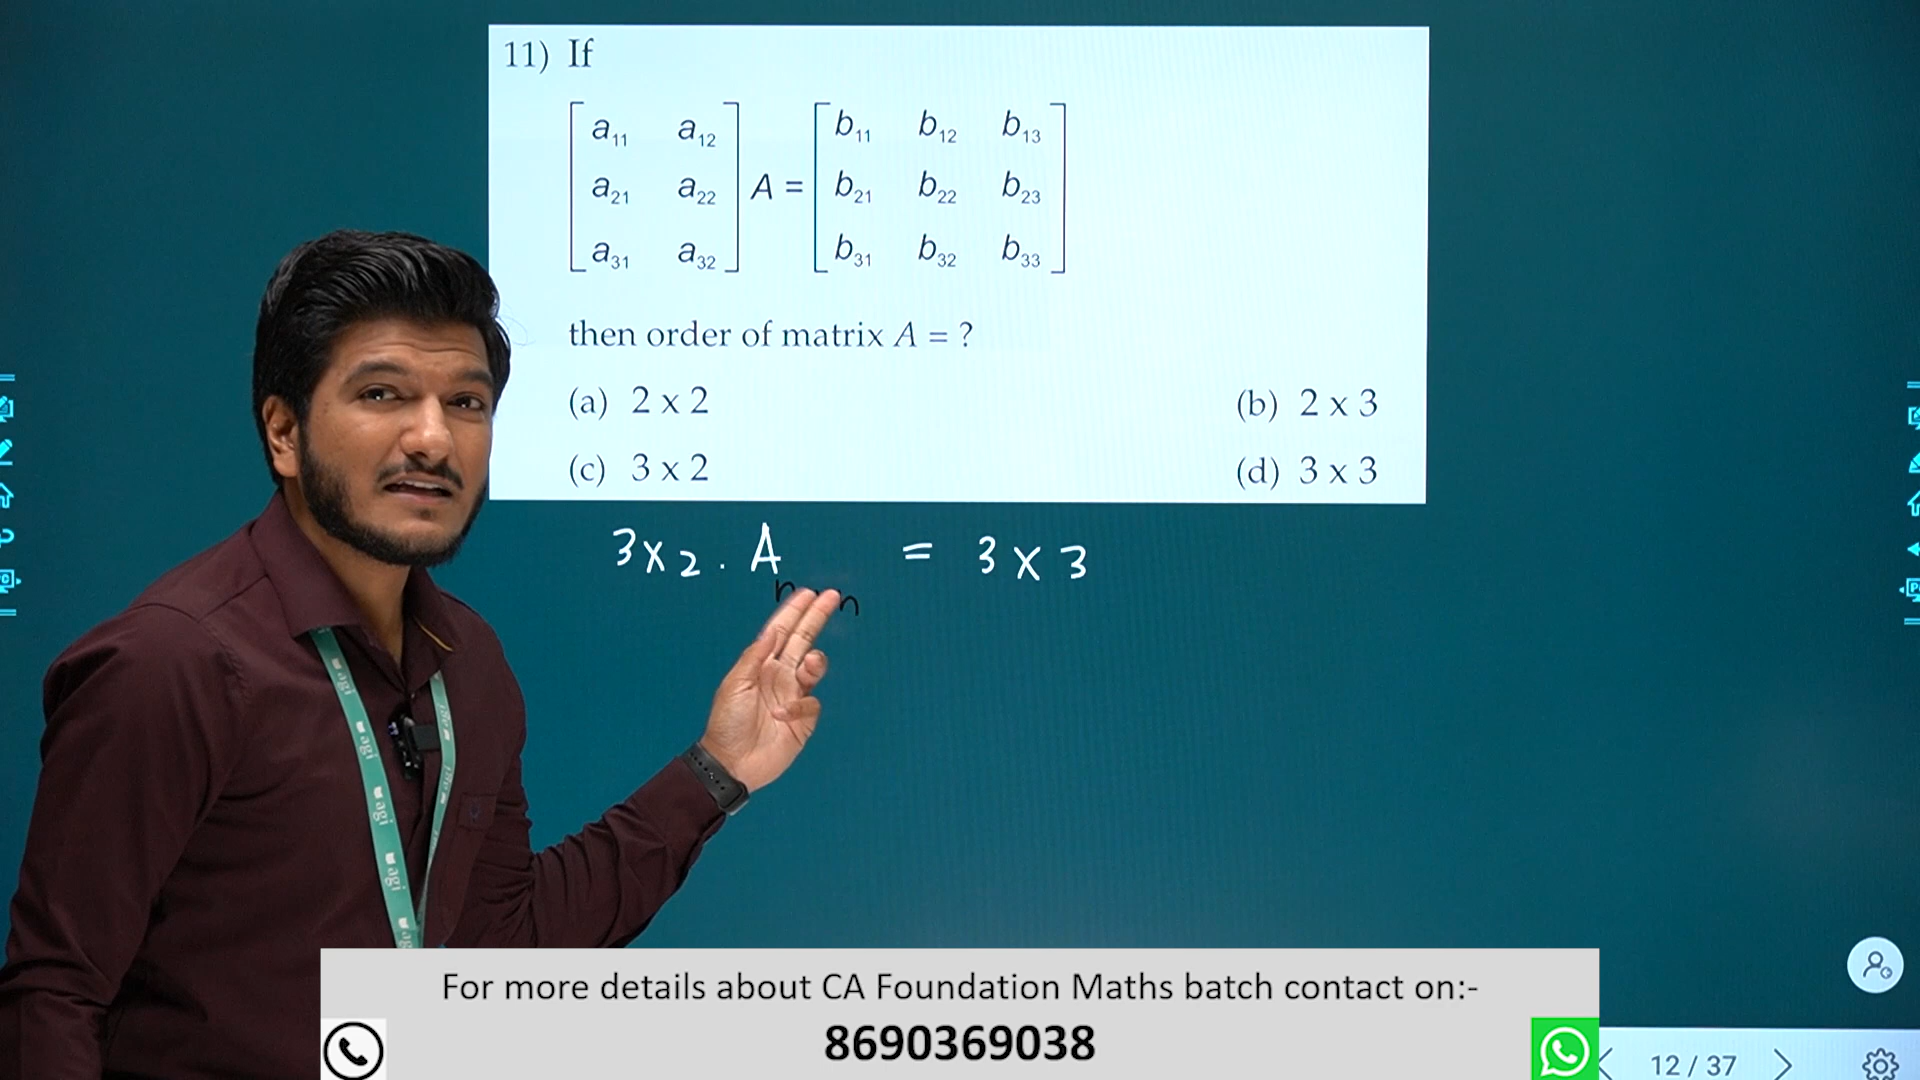 11) If
a₁₁ a₁₂
a₂₁ a₂₂
a₃₁ a₃₂
A =
b₁₁ b₁₂ b₁₃
b₂₁ b₂₂ b₂₃
b₃₁ b₃₂ b₃₃
then order of matrix A = ?
(a) 2 x 2
(b) 2 x 3
(c) 3 x 2
(d) 3 x 3
3 x 2 . A = 3 x 3
n
For more details about CA Foundation Maths batch contact on:-
8690369038
12 / 37